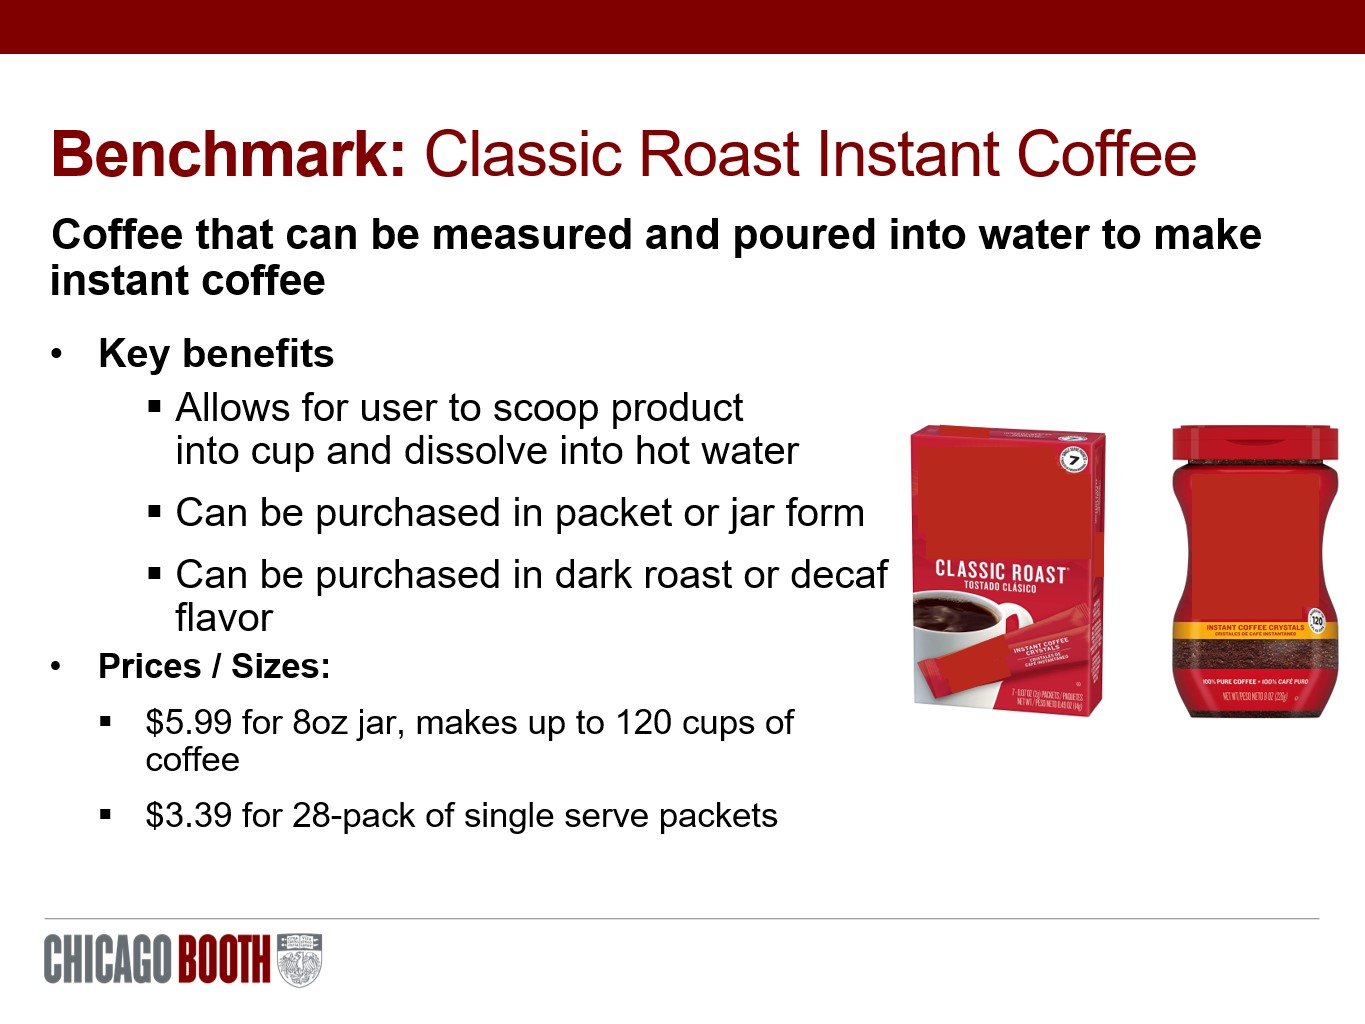 Benchmark: Classic Roast Instant Coffee
Coffee that can be measured and poured into water to make
instant coffee
• Key benefits
▪ Allows for user to scoop product
into cup and dissolve into hot water
▪ Can be purchased in packet or jar form
▪ Can be purchased in dark roast or decaf
flavor
• Prices / Sizes:
▪ $5.99 for 8oz jar, makes up to 120 cups of
coffee
▪ $3.39 for 28-pack of single serve packets
7
CLASSIC ROAST
TOSTADO CLÁSICO
INSTANT COFFEE
CRYSTALS
CRISTALES DE
CAFÉ INSTANTÁNEO
7 - 0.07 OZ (2g) PACKETS / PAQUETES
NET WT / PESO NETO 0.49 OZ (14g)
120
INSTANT COFFEE CRYSTALS
CRISTALES DE CAFÉ INSTANTÁNEO
100% PURE COFFEE • 100% CAFÉ PURO
NET WT/PESO NETO 8 OZ (226g)
CHICAGO BOOTH